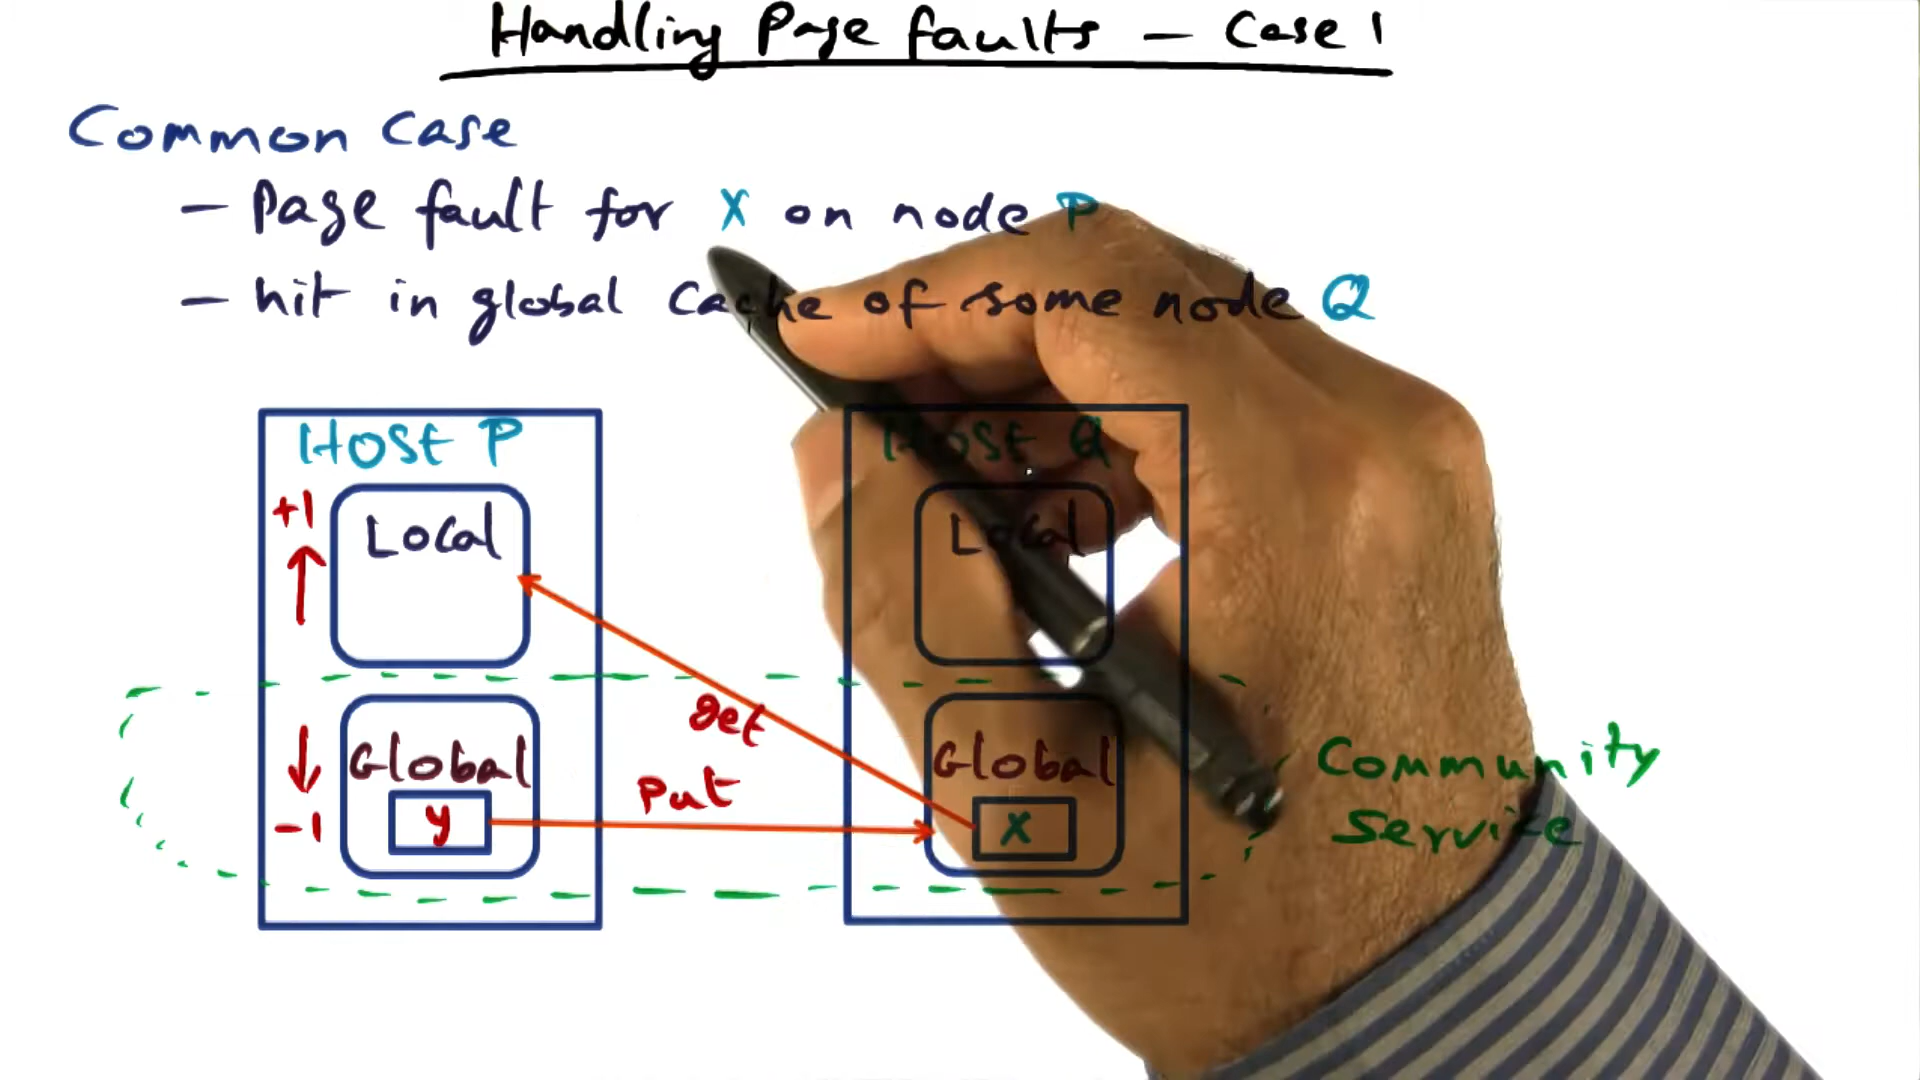 Handling Page faults - Case 1
Common Case
- Page fault for X on node P
- hit in global cache of some node Q
Host P
Host Q
+1
Local
Local
get
Global
Global
put
-1
y
X
Community
Service